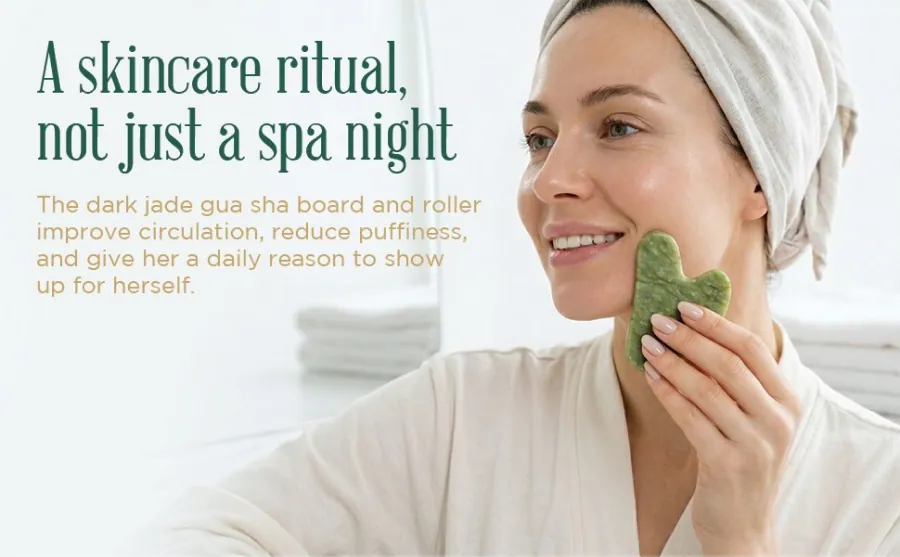 A skincare ritual,
not just a spa night
The dark jade gua sha board and roller
improve circulation, reduce puffiness,
and give her a daily reason to show
up for herself.